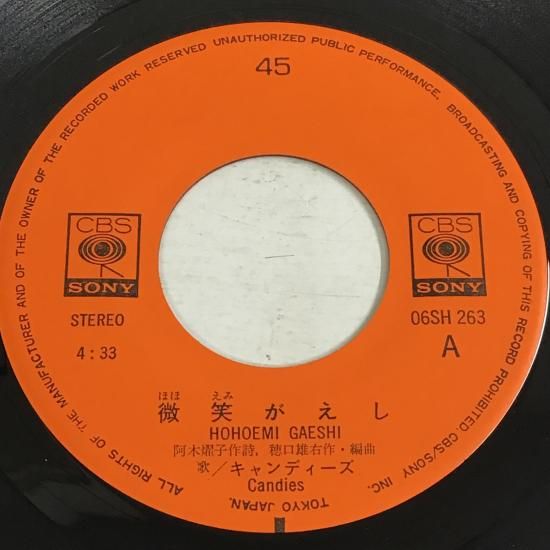 ALL RIGHTS OF THE MANUFACTURER AND OF THE OWNER OF THE RECORDED WORK RESERVED UNAUTHORIZED PUBLIC PERFORMANCE, BROADCASTING AND COPYING OF THIS RECORD PROHIBITED. CBS/SONY INC. TOKYO JAPAN.
45
CBS
SONY
CBS
SONY
STEREO
06SH 263
4:33
A
ほほ えみ
微笑がえし
HOHOEMI GAESHI
阿木燿子作詩, 穂口雄右作・編曲
歌/キャンディーズ
Candies